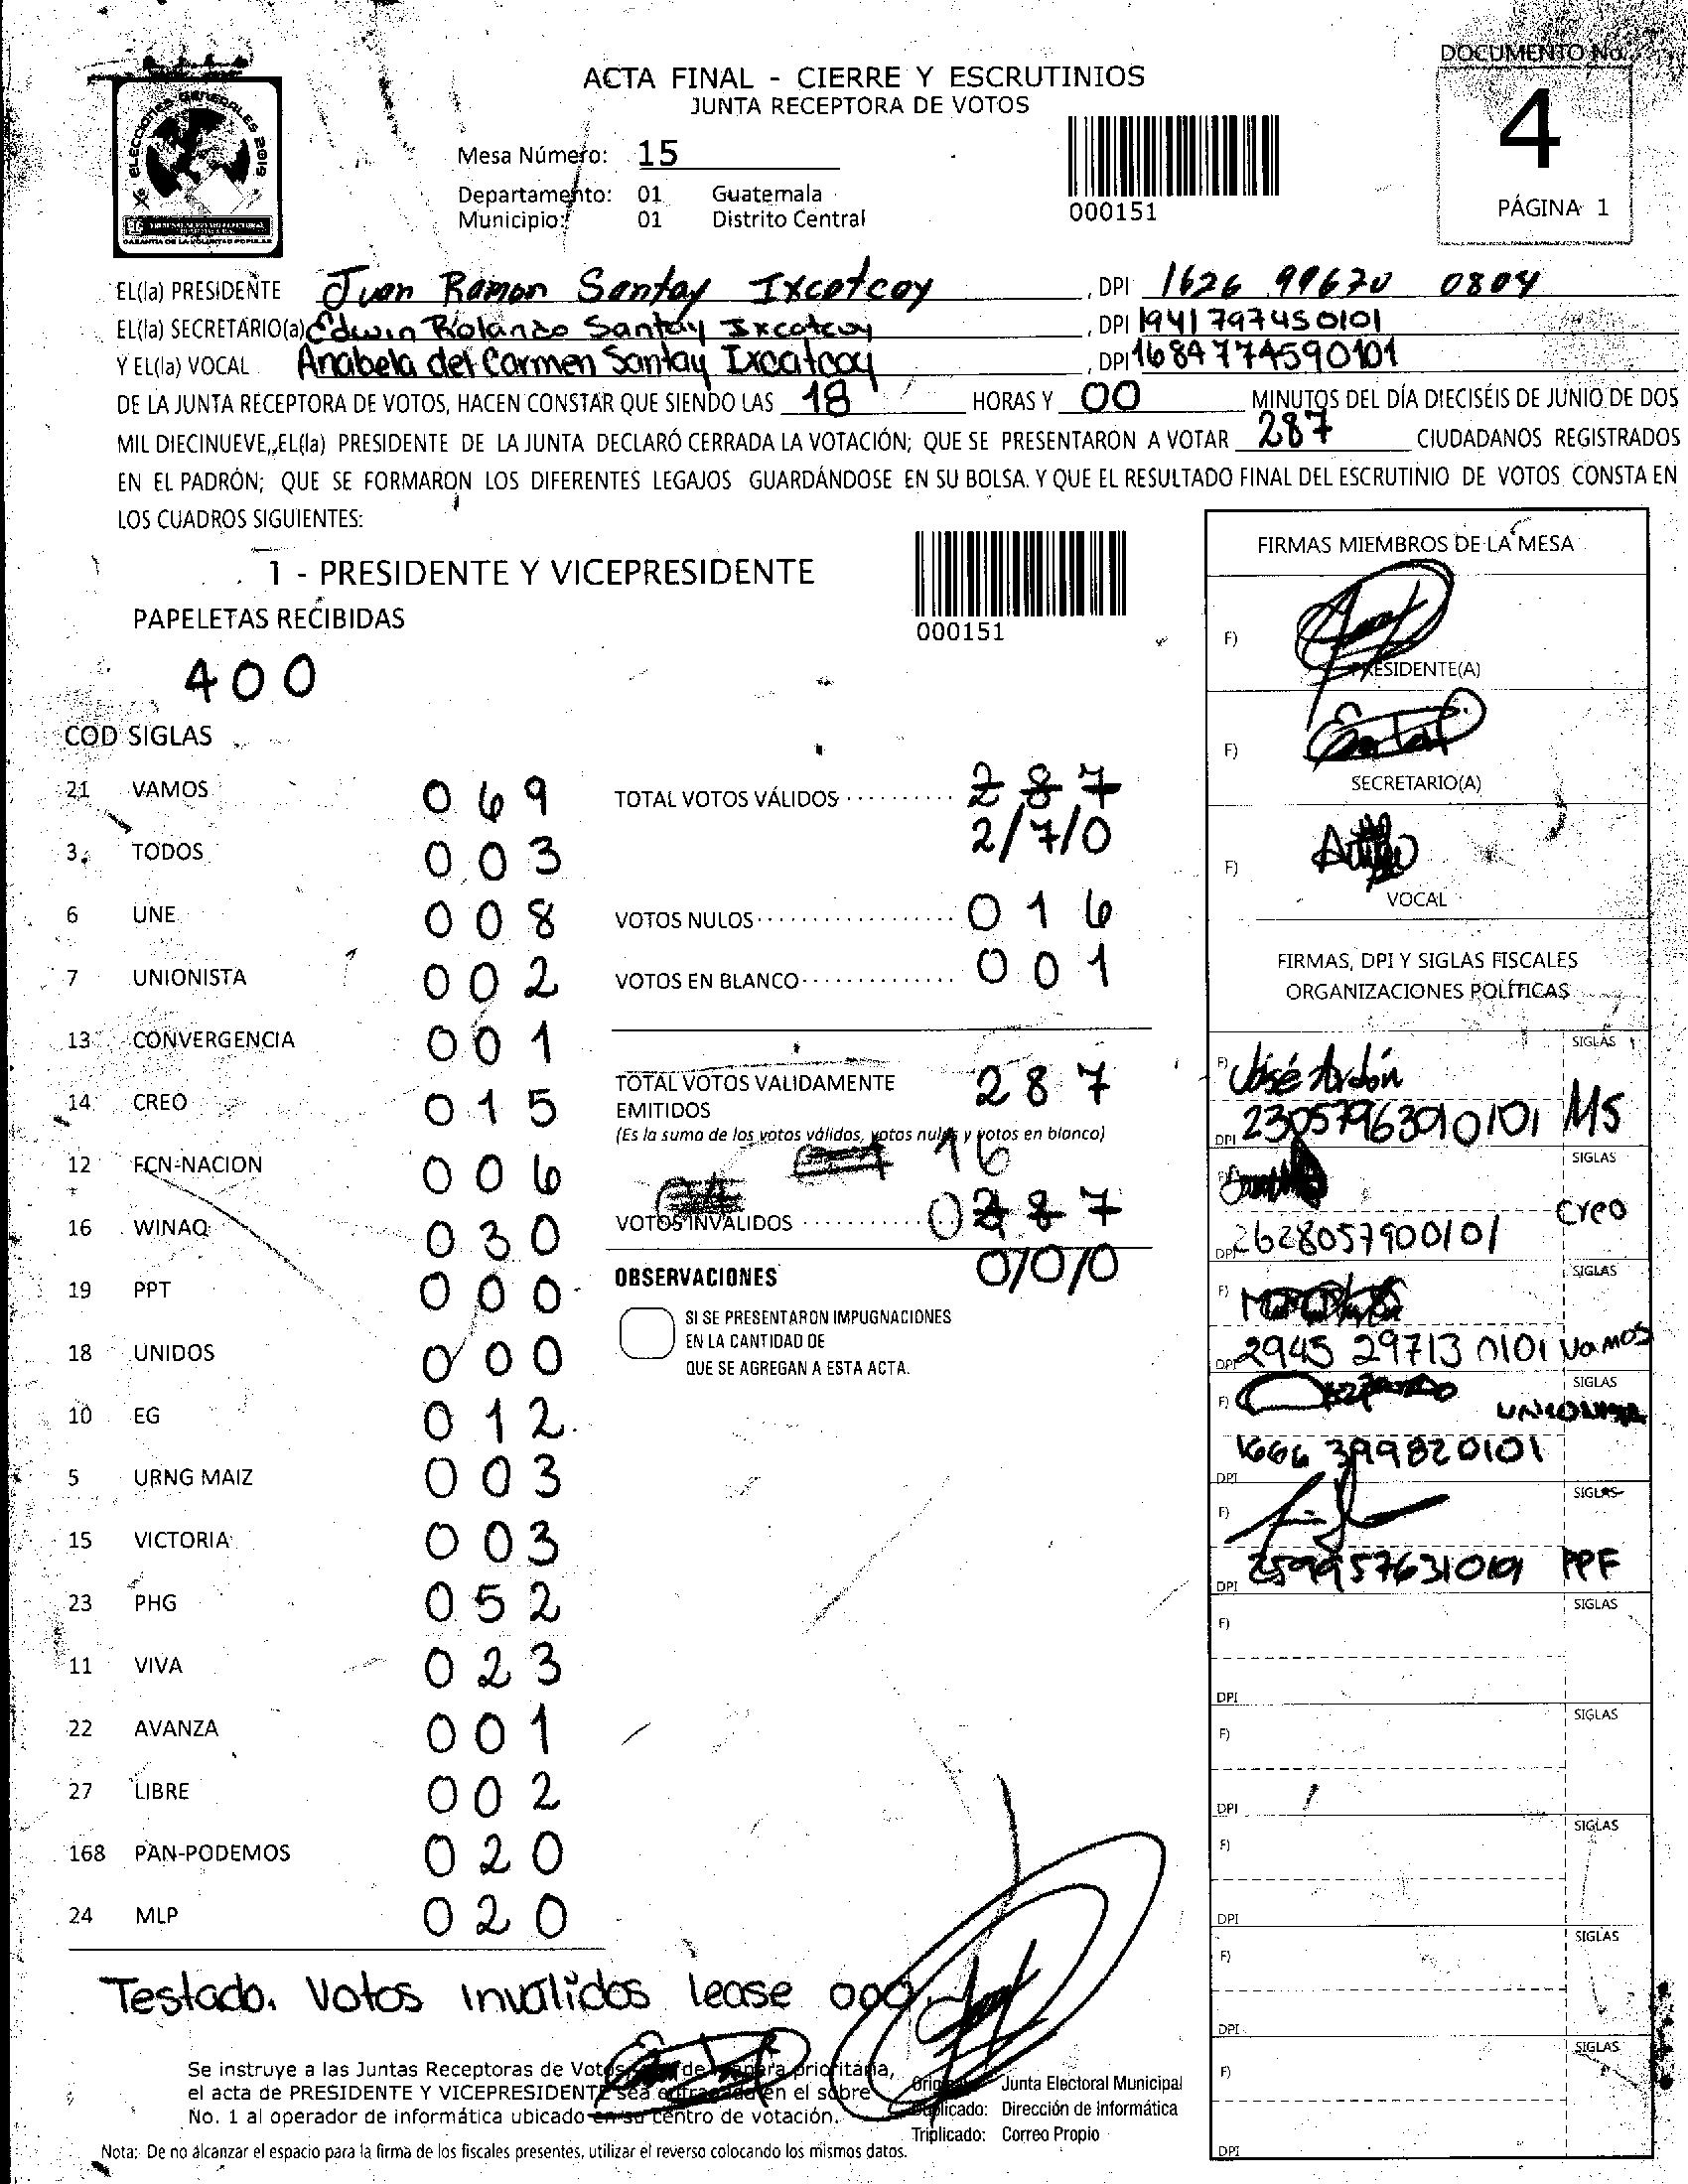 DOCUMENTO No.
4
PÁGINA 1
ACTA FINAL - CIERRE Y ESCRUTINIOS
JUNTA RECEPTORA DE VOTOS
ELECCIONES GENERALES 2019
GARANTIA DE LA VOLUNTAD POPULAR
Mesa Número: 15
Departamento: 01 Guatemala
Municipio: 01 Distrito Central
000151
EL(la) PRESIDENTE Juan Ramon Santay Ixcatcoy , DPI 1626 99670 0804
EL(la) SECRETARIO(a) Edwin Rolando Santay Ixcatcoy , DPI 1941 79745 0101
Y EL(la) VOCAL Anabela del Carmen Santay Ixcatcoy , DPI 1684774590101
DE LA JUNTA RECEPTORA DE VOTOS, HACEN CONSTAR QUE SIENDO LAS 18 HORAS Y 00 MINUTOS DEL DÍA DIECISÉIS DE JUNIO DE DOS
MIL DIECINUEVE, EL(la) PRESIDENTE DE LA JUNTA DECLARÓ CERRADA LA VOTACIÓN; QUE SE PRESENTARON A VOTAR 287 CIUDADANOS REGISTRADOS
EN EL PADRÓN; QUE SE FORMARON LOS DIFERENTES LEGAJOS GUARDÁNDOSE EN SU BOLSA. Y QUE EL RESULTADO FINAL DEL ESCRUTINIO DE VOTOS CONSTA EN
LOS CUADROS SIGUIENTES:
1 - PRESIDENTE Y VICEPRESIDENTE
PAPELETAS RECIBIDAS
400
000151
COD SIGLAS
21 VAMOS 069
3 TODOS 003
6 UNE 008
7 UNIONISTA 002
13 CONVERGENCIA 001
14 CREO 015
12 FCN-NACION 006
16 WINAQ 030
19 PPT 000
18 UNIDOS 000
10 EG 012
5 URNG MAIZ 003
15 VICTORIA 003
23 PHG 052
11 VIVA 023
22 AVANZA 001
27 LIBRE 002
168 PAN-PODEMOS 020
24 MLP 020
TOTAL VOTOS VÁLIDOS 287
2/7/0
VOTOS NULOS 016
VOTOS EN BLANCO 001
TOTAL VOTOS VALIDAMENTE 287
EMITIDOS
(Es la suma de los votos válidos, votos nulos y votos en blanco)
16
VOTOS INVALIDOS 0287
0/0/0
OBSERVACIONES
SI SE PRESENTARON IMPUGNACIONES
EN LA CANTIDAD DE
QUE SE AGREGAN A ESTA ACTA.
FIRMAS MIEMBROS DE LA MESA
F)
PRESIDENTE(A)
F)
SECRETARIO(A)
F)
VOCAL
FIRMAS, DPI Y SIGLAS FISCALES
ORGANIZACIONES POLÍTICAS
SIGLAS
F) José Ardón
DPI 2305796390101 MS
SIGLAS
F)
DPI 2628057900101 Creo
SIGLAS
F)
DPI 2945 29713 0101 Vamos
SIGLAS
F) UNIONISTA
DPI 1666 399820101
SIGLAS
F)
DPI PPF
SIGLAS
F)
DPI
SIGLAS
F)
DPI
SIGLAS
F)
DPI
SIGLAS
F)
DPI
SIGLAS
F)
DPI
Testado. Votos invalidos lease 000
Se instruye a las Juntas Receptoras de Votos de manera prioritaria,
el acta de PRESIDENTE Y VICEPRESIDENTE sea entregada en el sobre
No. 1 al operador de informática ubicado en su centro de votación.
Original: Junta Electoral Municipal
Duplicado: Dirección de Informática
Triplicado: Correo Propio
Nota: De no alcanzar el espacio para la firma de los fiscales presentes, utilizar el reverso colocando los mismos datos.